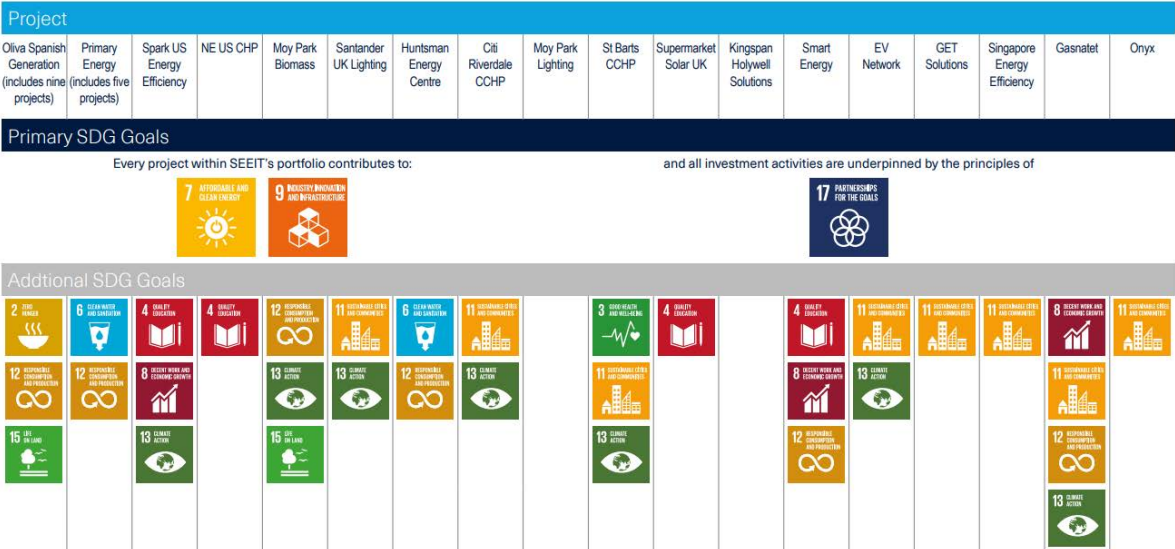 Project
Oliva Spanish
Generation
(includes nine
projects)
Primary
Energy
(includes five
projects)
Spark US
Energy
Efficiency
NE US CHP
Moy Park
Biomass
Santander
UK Lighting
Huntsman
Energy
Centre
Citi
Riverdale
CCHP
Moy Park
Lighting
St Barts
CCHP
Supermarket
Solar UK
Kingspan
Holywell
Solutions
Smart
Energy
EV
Network
GET
Solutions
Singapore
Energy
Efficiency
Gasnatet
Onyx
Primary SDG Goals
Every project within SEEIT's portfolio contributes to:
and all investment activities are underpinned by the principles of
7 AFFORDABLE AND
CLEAN ENERGY
9 INDUSTRY, INNOVATION
AND INFRASTRUCTURE
17 PARTNERSHIPS
FOR THE GOALS
Addtional SDG Goals
2 ZERO
HUNGER
6 CLEAN WATER
AND SANITATION
4 QUALITY
EDUCATION
4 QUALITY
EDUCATION
12 RESPONSIBLE
CONSUMPTION
AND PRODUCTION
11 SUSTAINABLE CITIES
AND COMMUNITIES
6 CLEAN WATER
AND SANITATION
11 SUSTAINABLE CITIES
AND COMMUNITIES
3 GOOD HEALTH
AND WELL-BEING
4 QUALITY
EDUCATION
4 QUALITY
EDUCATION
11 SUSTAINABLE CITIES
AND COMMUNITIES
11 SUSTAINABLE CITIES
AND COMMUNITIES
11 SUSTAINABLE CITIES
AND COMMUNITIES
8 DECENT WORK AND
ECONOMIC GROWTH
11 SUSTAINABLE CITIES
AND COMMUNITIES
12 RESPONSIBLE
CONSUMPTION
AND PRODUCTION
12 RESPONSIBLE
CONSUMPTION
AND PRODUCTION
8 DECENT WORK AND
ECONOMIC GROWTH
13 CLIMATE
ACTION
13 CLIMATE
ACTION
12 RESPONSIBLE
CONSUMPTION
AND PRODUCTION
13 CLIMATE
ACTION
11 SUSTAINABLE CITIES
AND COMMUNITIES
8 DECENT WORK AND
ECONOMIC GROWTH
13 CLIMATE
ACTION
11 SUSTAINABLE CITIES
AND COMMUNITIES
15 LIFE
ON LAND
13 CLIMATE
ACTION
15 LIFE
ON LAND
13 CLIMATE
ACTION
12 RESPONSIBLE
CONSUMPTION
AND PRODUCTION
12 RESPONSIBLE
CONSUMPTION
AND PRODUCTION
13 CLIMATE
ACTION